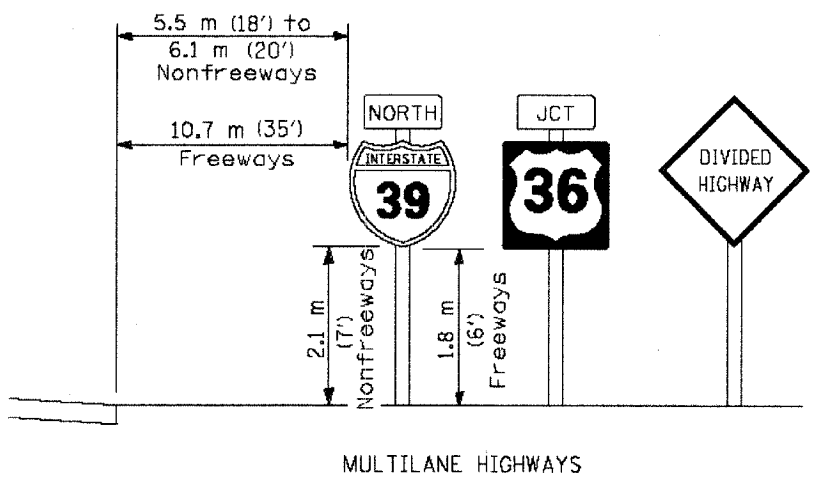 5.5 m (18') to
6.1 m (20')
Nonfreeways
10.7 m (35')
Freeways
NORTH
INTERSTATE
39
JCT
36
DIVIDED
HIGHWAY
2.1 m
(7')
Nonfreeways
1.8 m
(6')
Freeways
MULTILANE HIGHWAYS